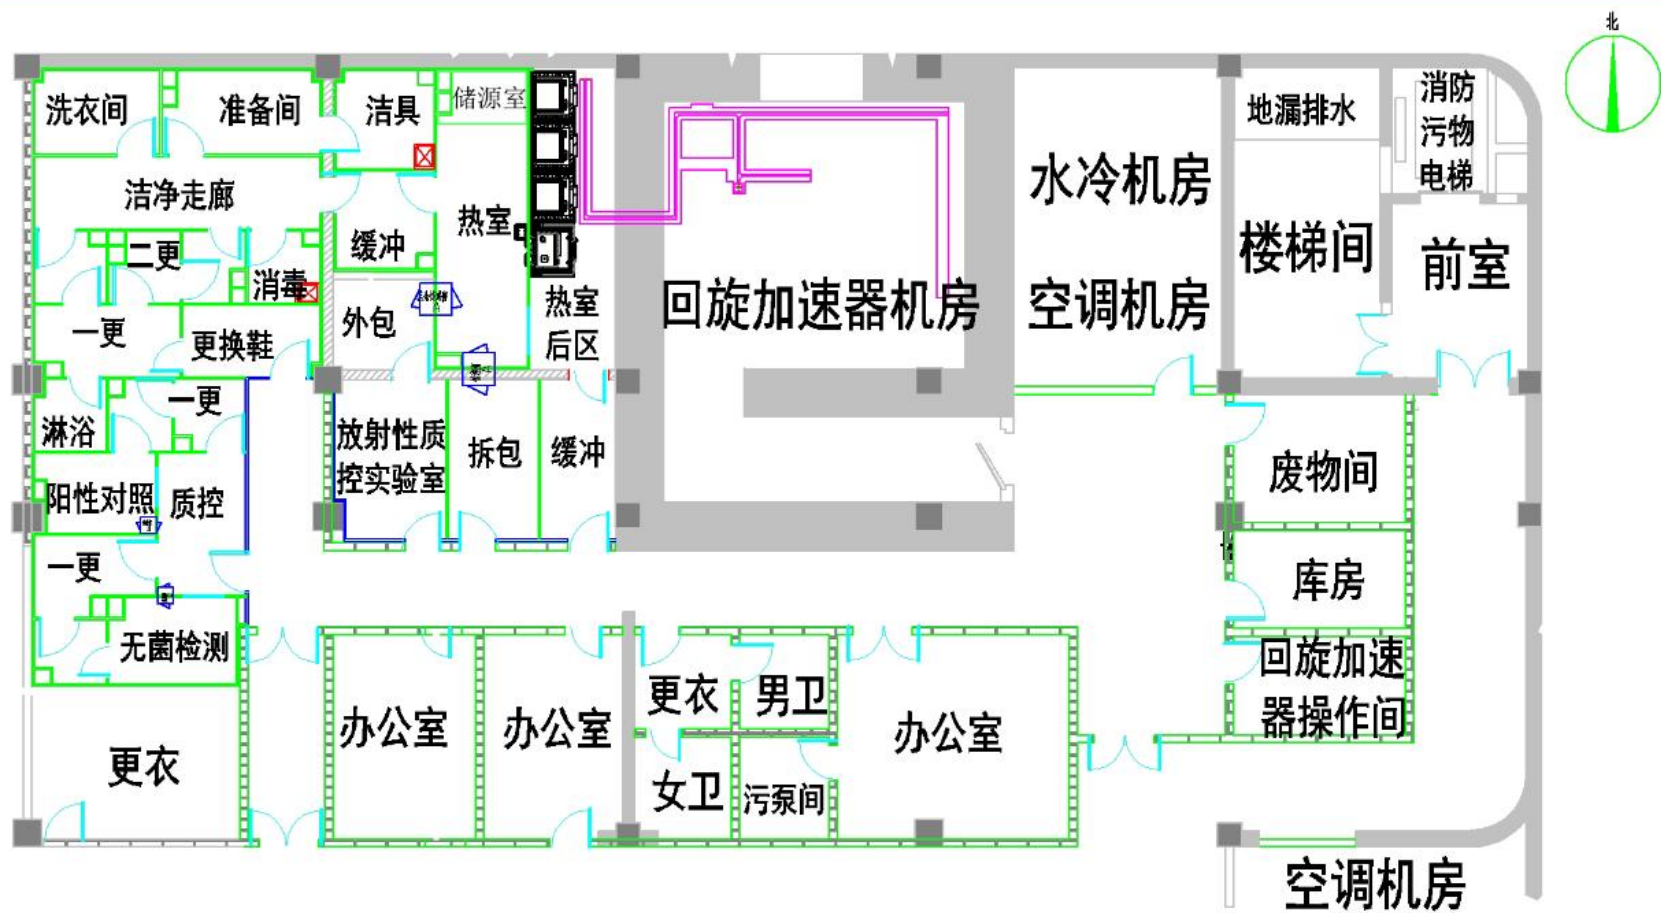 北
洗衣间
准备间
洁具
储源室
地漏排水
消防
污物
电梯
洁净走廊
二更
消毒
缓冲
热室
水冷机房
空调机房
楼梯间
前室
一更
更换鞋
外包
热室
后区
回旋加速器机房
淋浴
一更
放射性质
控实验室
拆包
缓冲
废物间
阳性对照
质控
一更
库房
无菌检测
回旋加速
器操作间
更衣
办公室
办公室
更衣
男卫
女卫
污泵间
办公室
空调机房